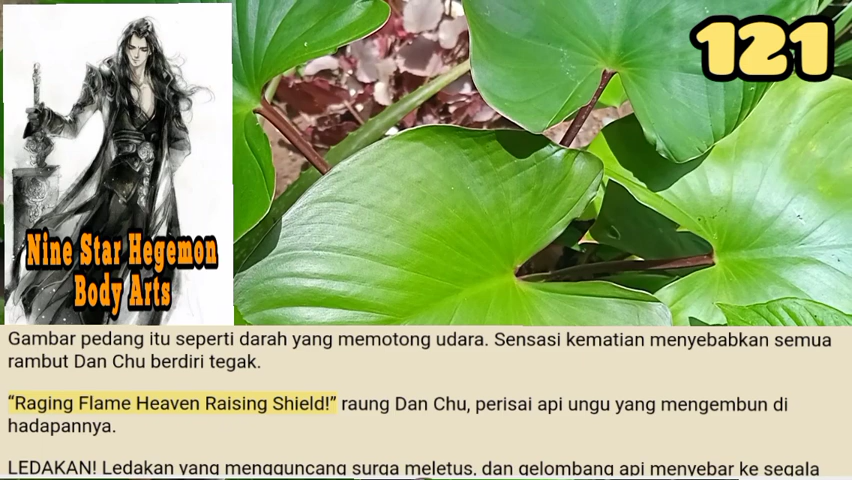 121
Nine Star Hegemon
Body Arts
Gambar pedang itu seperti darah yang memotong udara. Sensasi kematian menyebabkan semua
rambut Dan Chu berdiri tegak.
“Raging Flame Heaven Raising Shield!” raung Dan Chu, perisai api ungu yang mengembun di
hadapannya.
LEDAKAN! Ledakan yang mengguncang surga meletus, dan gelombang api menyebar ke segala